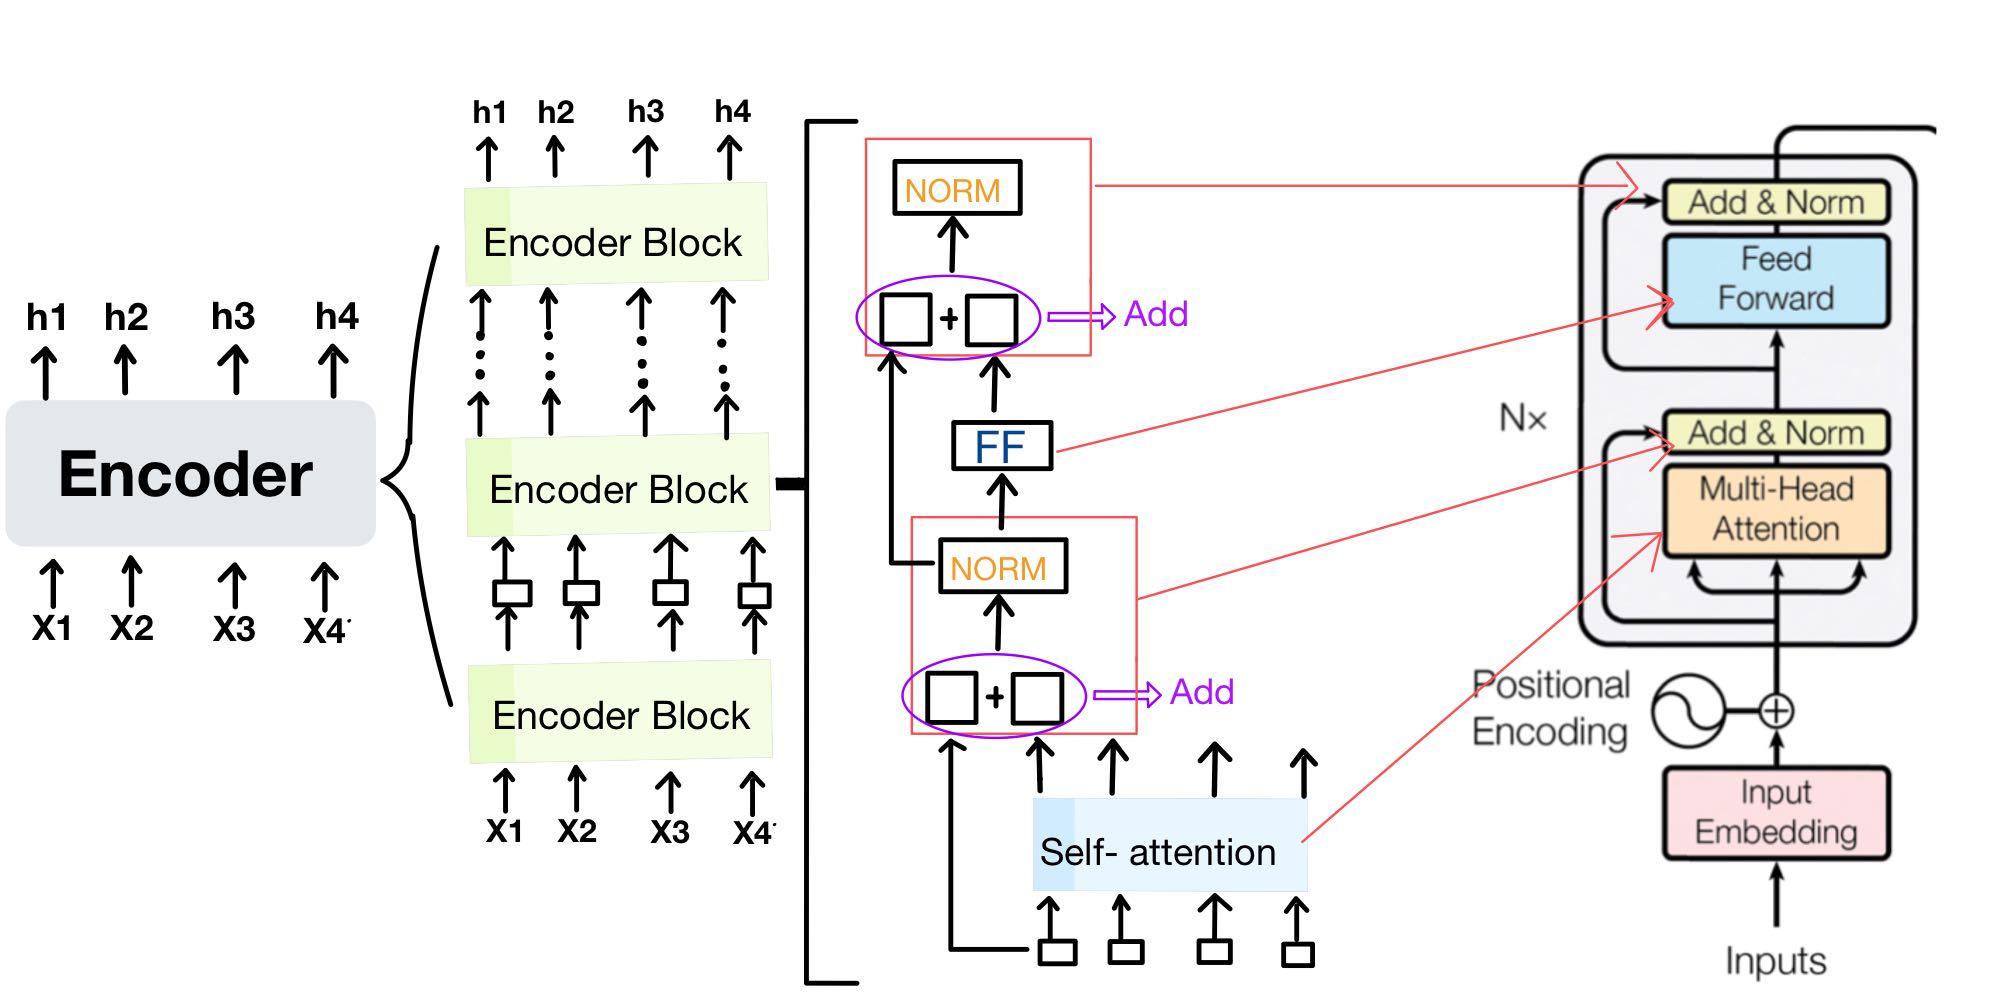 h1 h2 h3 h4
Encoder
X1 X2 X3 X4
h1 h2 h3 h4
Encoder Block
Encoder Block
Encoder Block
X1 X2 X3 X4
NORM
+
Add
FF
NORM
+
Add
Self- attention
Add & Norm
Feed
Forward
Nx
Add & Norm
Multi-Head
Attention
Positional
Encoding
Input
Embedding
Inputs